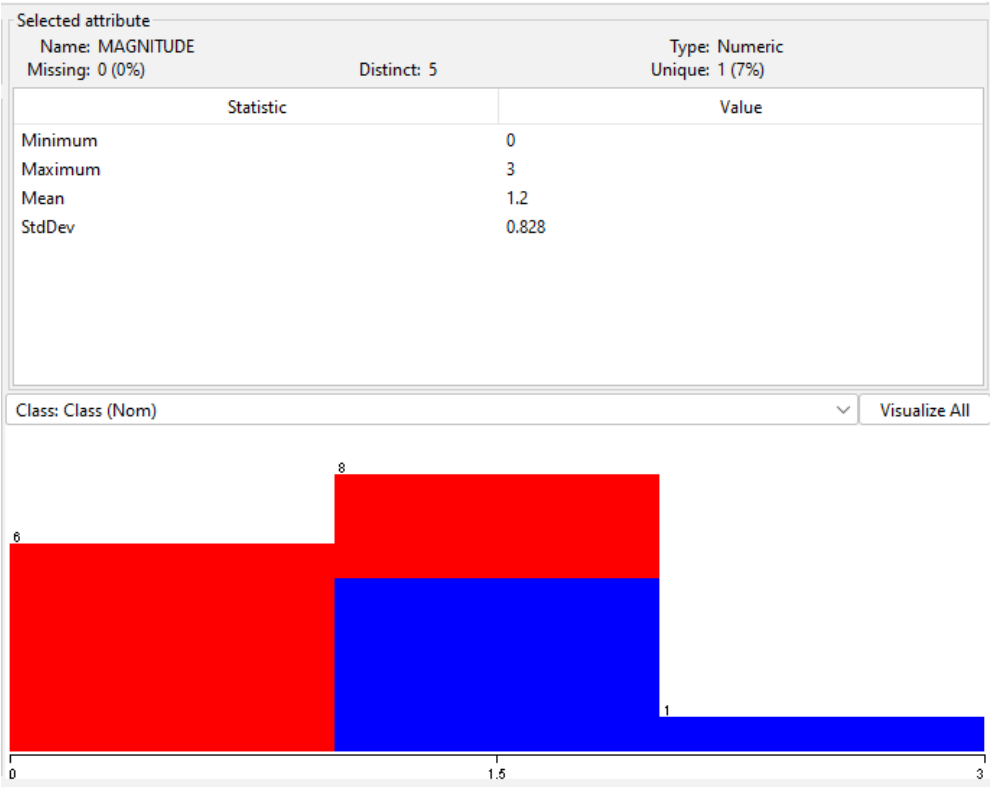 Selected attribute
Name: MAGNITUDE Type: Numeric
Missing: 0 (0%) Distinct: 5 Unique: 1 (7%)
Statistic Value
Minimum 0
Maximum 3
Mean 1.2
StdDev 0.828
Class: Class (Nom) Visualize All
8
6
1
0 1.5 3